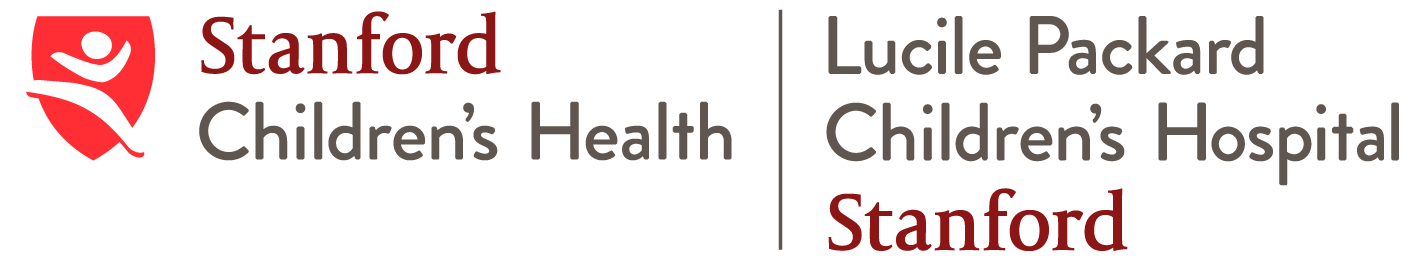 Stanford
Children's Health
Lucile Packard
Children's Hospital
Stanford